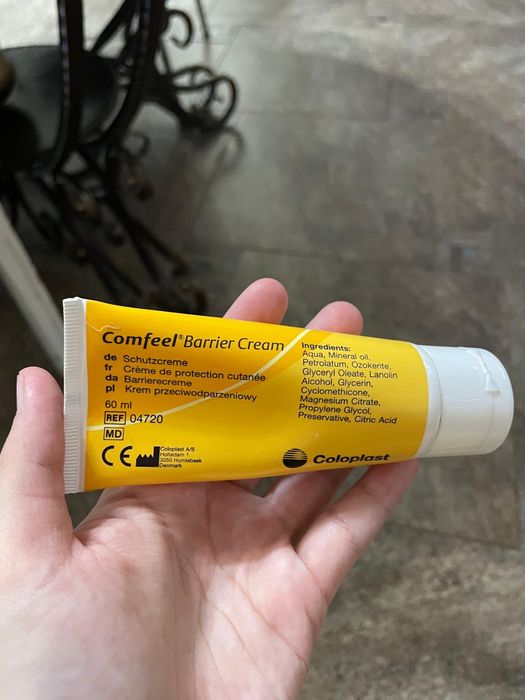 Comfeel® Barrier Cream
de Schutzcreme
fr Crème de protection cutanée
da Barrierecreme
pl Krem przeciwodparzeniowy
60 ml
REF 04720
MD
CE
Coloplast A/S
Holtedam 1
3050 Humlebaek
Denmark
Ingredients:
Aqua, Mineral oil,
Petrolatum, Ozokerite,
Glyceryl Oleate, Lanolin
Alcohol, Glycerin,
Cyclomethicone,
Magnesium Citrate,
Propylene Glycol,
Preservative, Citric Acid
Coloplast